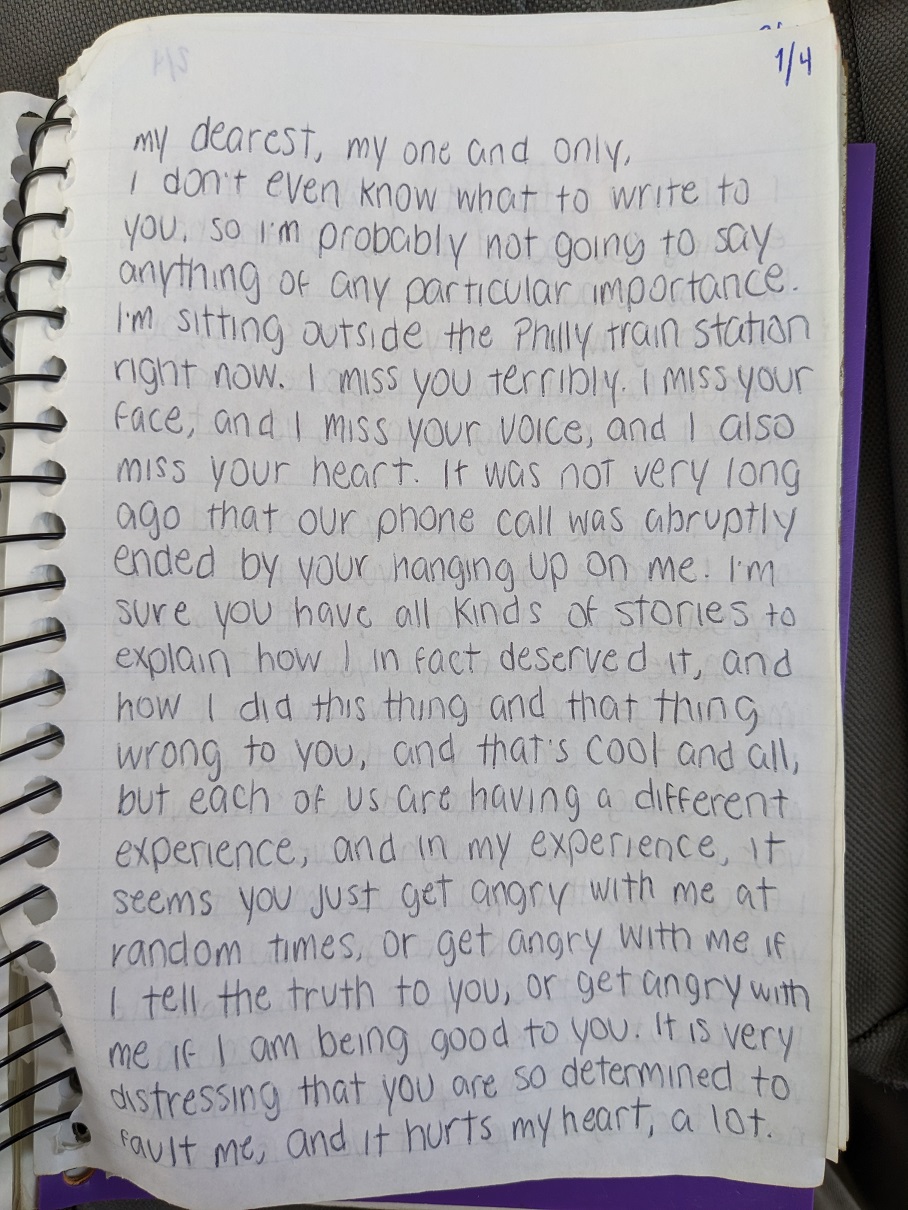 1/4
my dearest, my one and only,
I don't even know what to write to
you, so I'm probably not going to say
anything of any particular importance.
I'm sitting outside the Philly train station
right now. I miss you terribly. I miss your
face, and I miss your voice, and I also
miss your heart. It was not very long
ago that our phone call was abruptly
ended by your hanging up on me. I'm
sure you have all kinds of stories to
explain how I in fact deserved it, and
how I did this thing and that thing
wrong to you, and that's cool and all,
but each of us are having a different
experience, and in my experience, it
seems you just get angry with me at
random times, or get angry with me if
I tell the truth to you, or get angry with
me if I am being good to you. It is very
distressing that you are so determined to
fault me, and it hurts my heart, a lot.